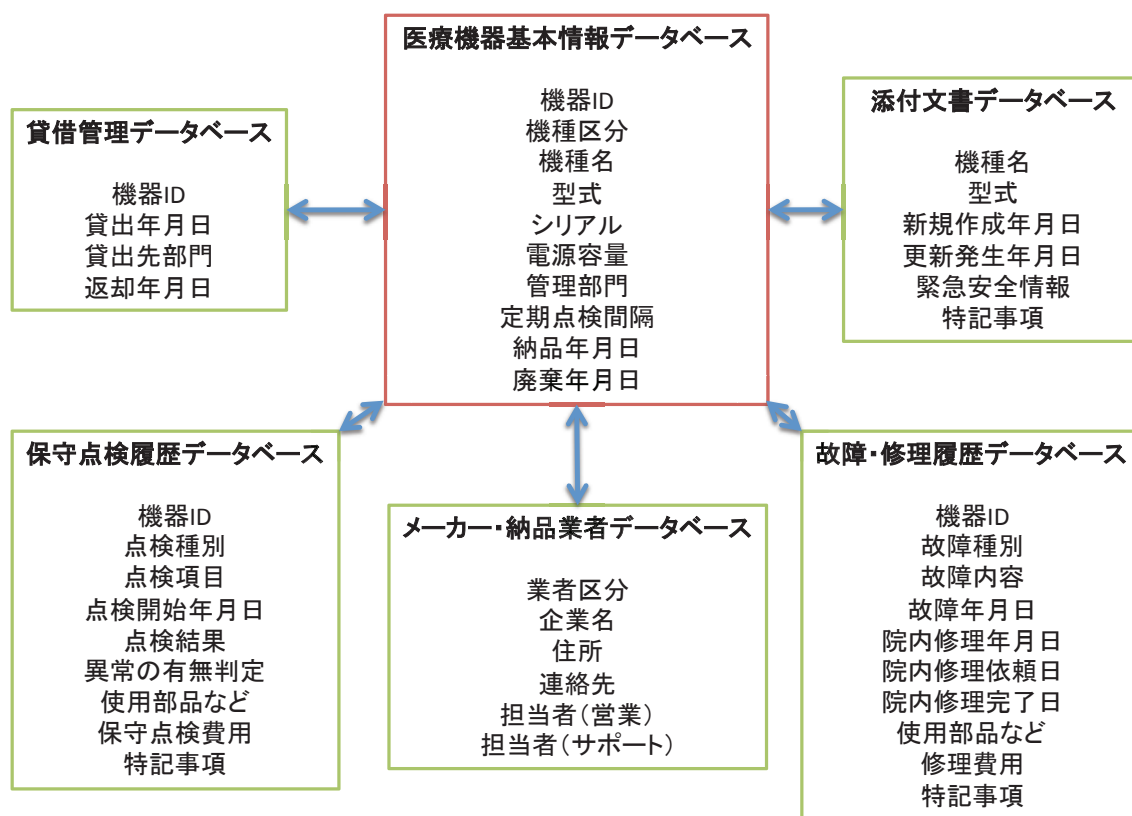 医療機器基本情報データベース
機器ID
機種区分
機種名
型式
シリアル
電源容量
管理部門
定期点検間隔
納品年月日
廃棄年月日
貸借管理データベース
機器ID
貸出年月日
貸出先部門
返却年月日
添付文書データベース
機種名
型式
新規作成年月日
更新発生年月日
緊急安全情報
特記事項
保守点検履歴データベース
機器ID
点検種別
点検項目
点検開始年月日
点検結果
異常の有無判定
使用部品など
保守点検費用
特記事項
メーカー・納品業者データベース
業者区分
企業名
住所
連絡先
担当者(営業)
担当者(サポート)
故障・修理履歴データベース
機器ID
故障種別
故障内容
故障年月日
院内修理年月日
院内修理依頼日
院内修理完了日
使用部品など
修理費用
特記事項